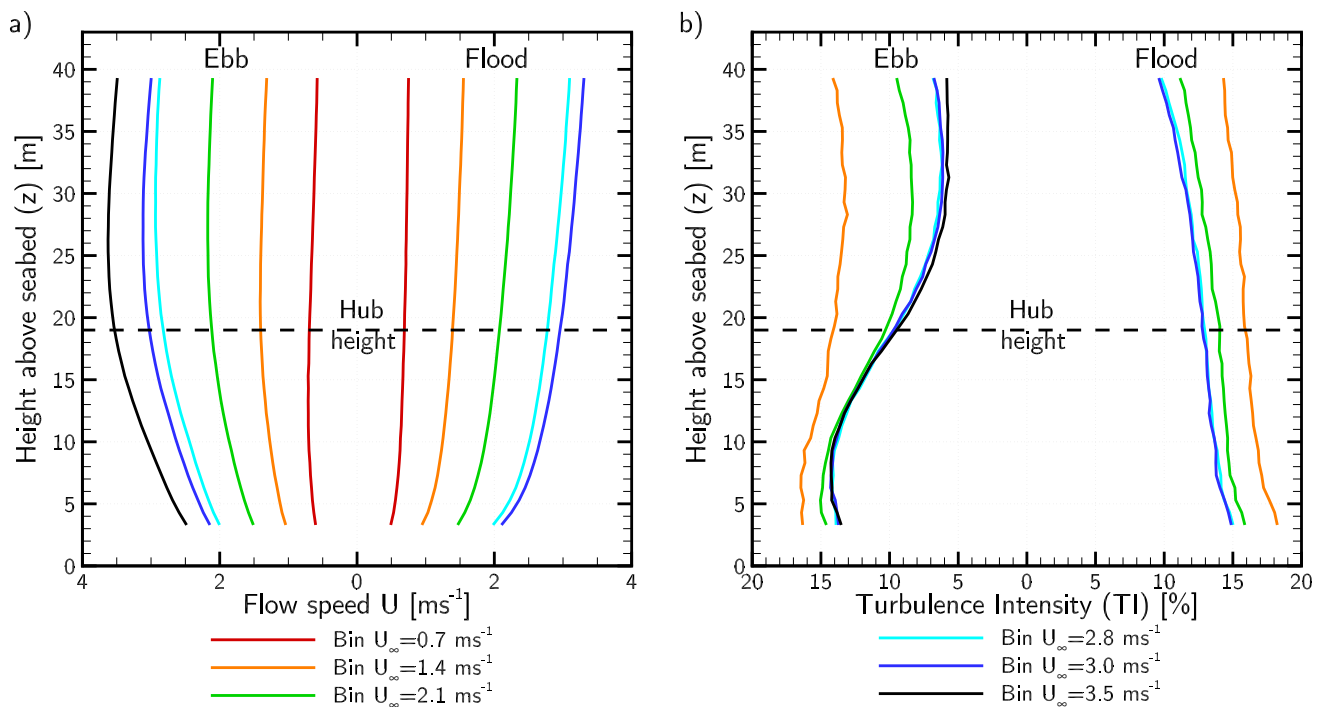 a)
Ebb
Flood
Hub
height
40
35
30
25
20
15
10
5
0
4
2
0
2
4
Height above seabed (z) [m]
Flow speed U [ms⁻¹]
b)
Ebb
Flood
Hub
height
40
35
30
25
20
15
10
5
0
20
15
10
5
0
5
10
15
20
Height above seabed (z) [m]
Turbulence Intensity (TI) [%]
Bin U∞=0.7 ms⁻¹
Bin U∞=1.4 ms⁻¹
Bin U∞=2.1 ms⁻¹
Bin U∞=2.8 ms⁻¹
Bin U∞=3.0 ms⁻¹
Bin U∞=3.5 ms⁻¹